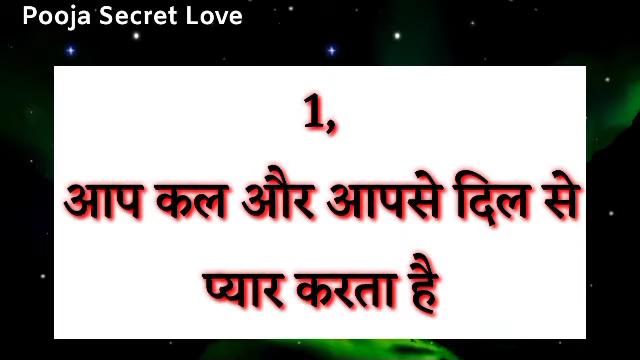 Pooja Secret Love
1,
आप कल और आपसे दिल से
प्यार करता है